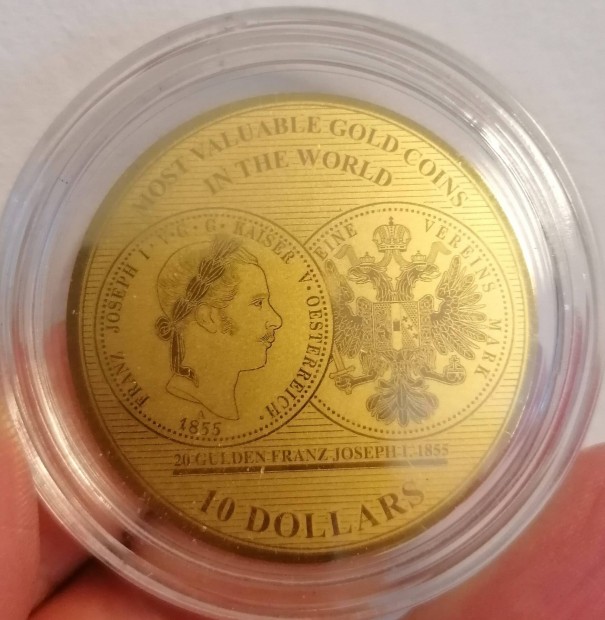 MOST VALUABLE GOLD COINS
IN THE WORLD
FRANZ JOSEPH I · V · G · G · KAISER V · OESTERREICH ·
A
1855
EINE VEREINS MARK
20 GULDEN FRANZ JOSEPH I. 1855
10 DOLLARS